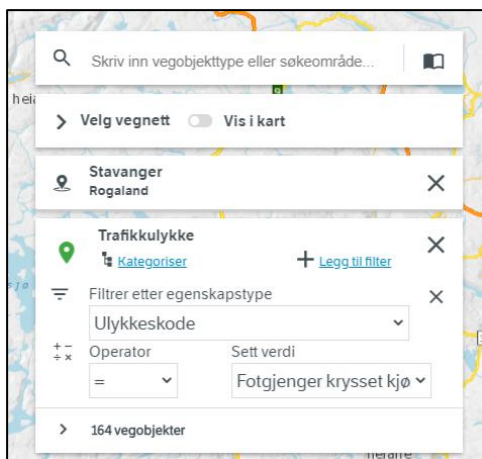 Skriv inn vegobjekttype eller søkeområde...
heia
Velg vegnett Vis i kart
Stavanger
Rogaland
Trafikkulykke
Kategoriser + Legg til filter
Filtrer etter egenskapstype
Ulykkeskode
Operator Sett verdi
= Fotgjenger krysset kjø
164 vegobjekter